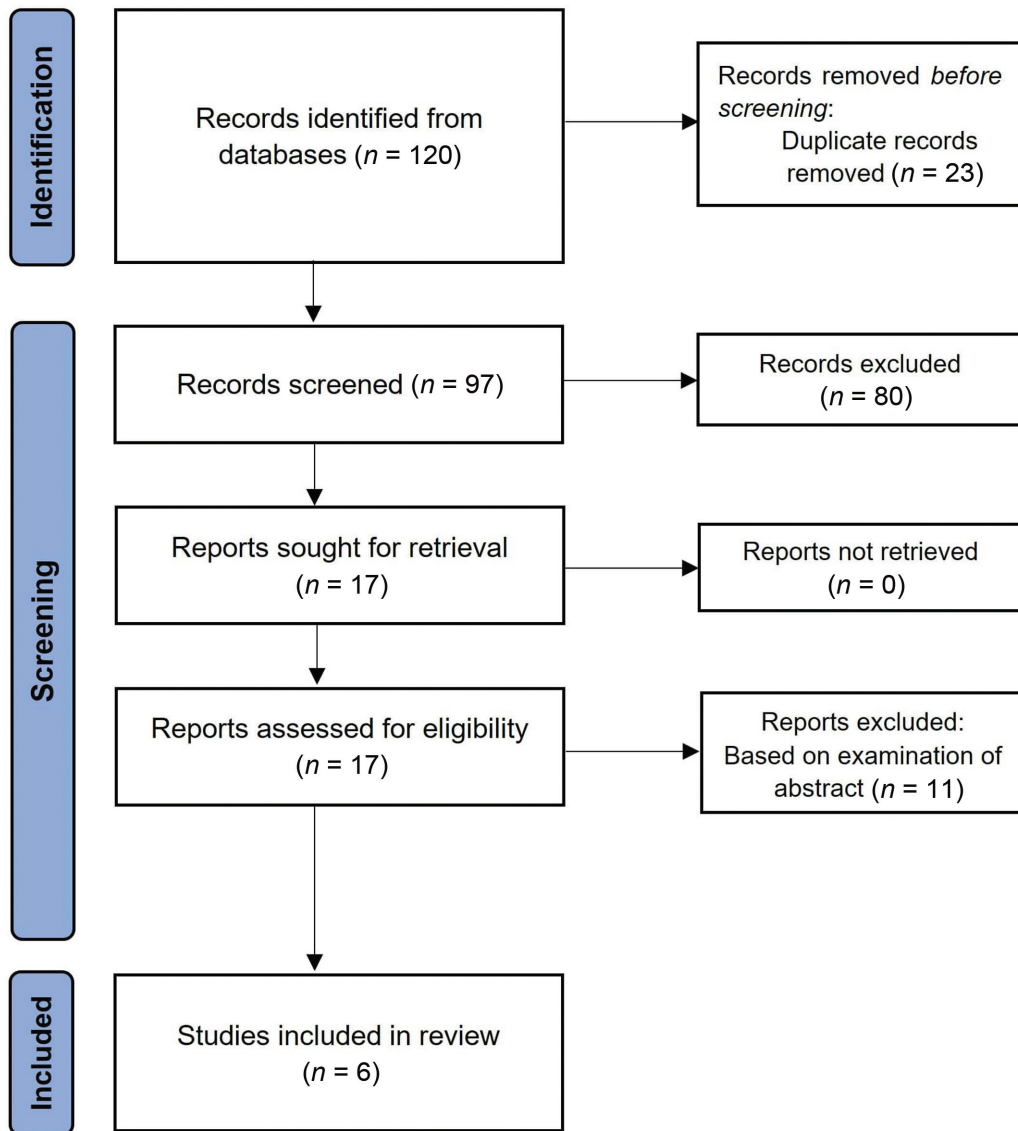 Identification
Records identified from
databases (n = 120)
Records removed before
screening:
Duplicate records
removed (n = 23)
Screening
Records screened (n = 97)
Records excluded
(n = 80)
Reports sought for retrieval
(n = 17)
Reports not retrieved
(n = 0)
Reports assessed for eligibility
(n = 17)
Reports excluded:
Based on examination of
abstract (n = 11)
Included
Studies included in review
(n = 6)